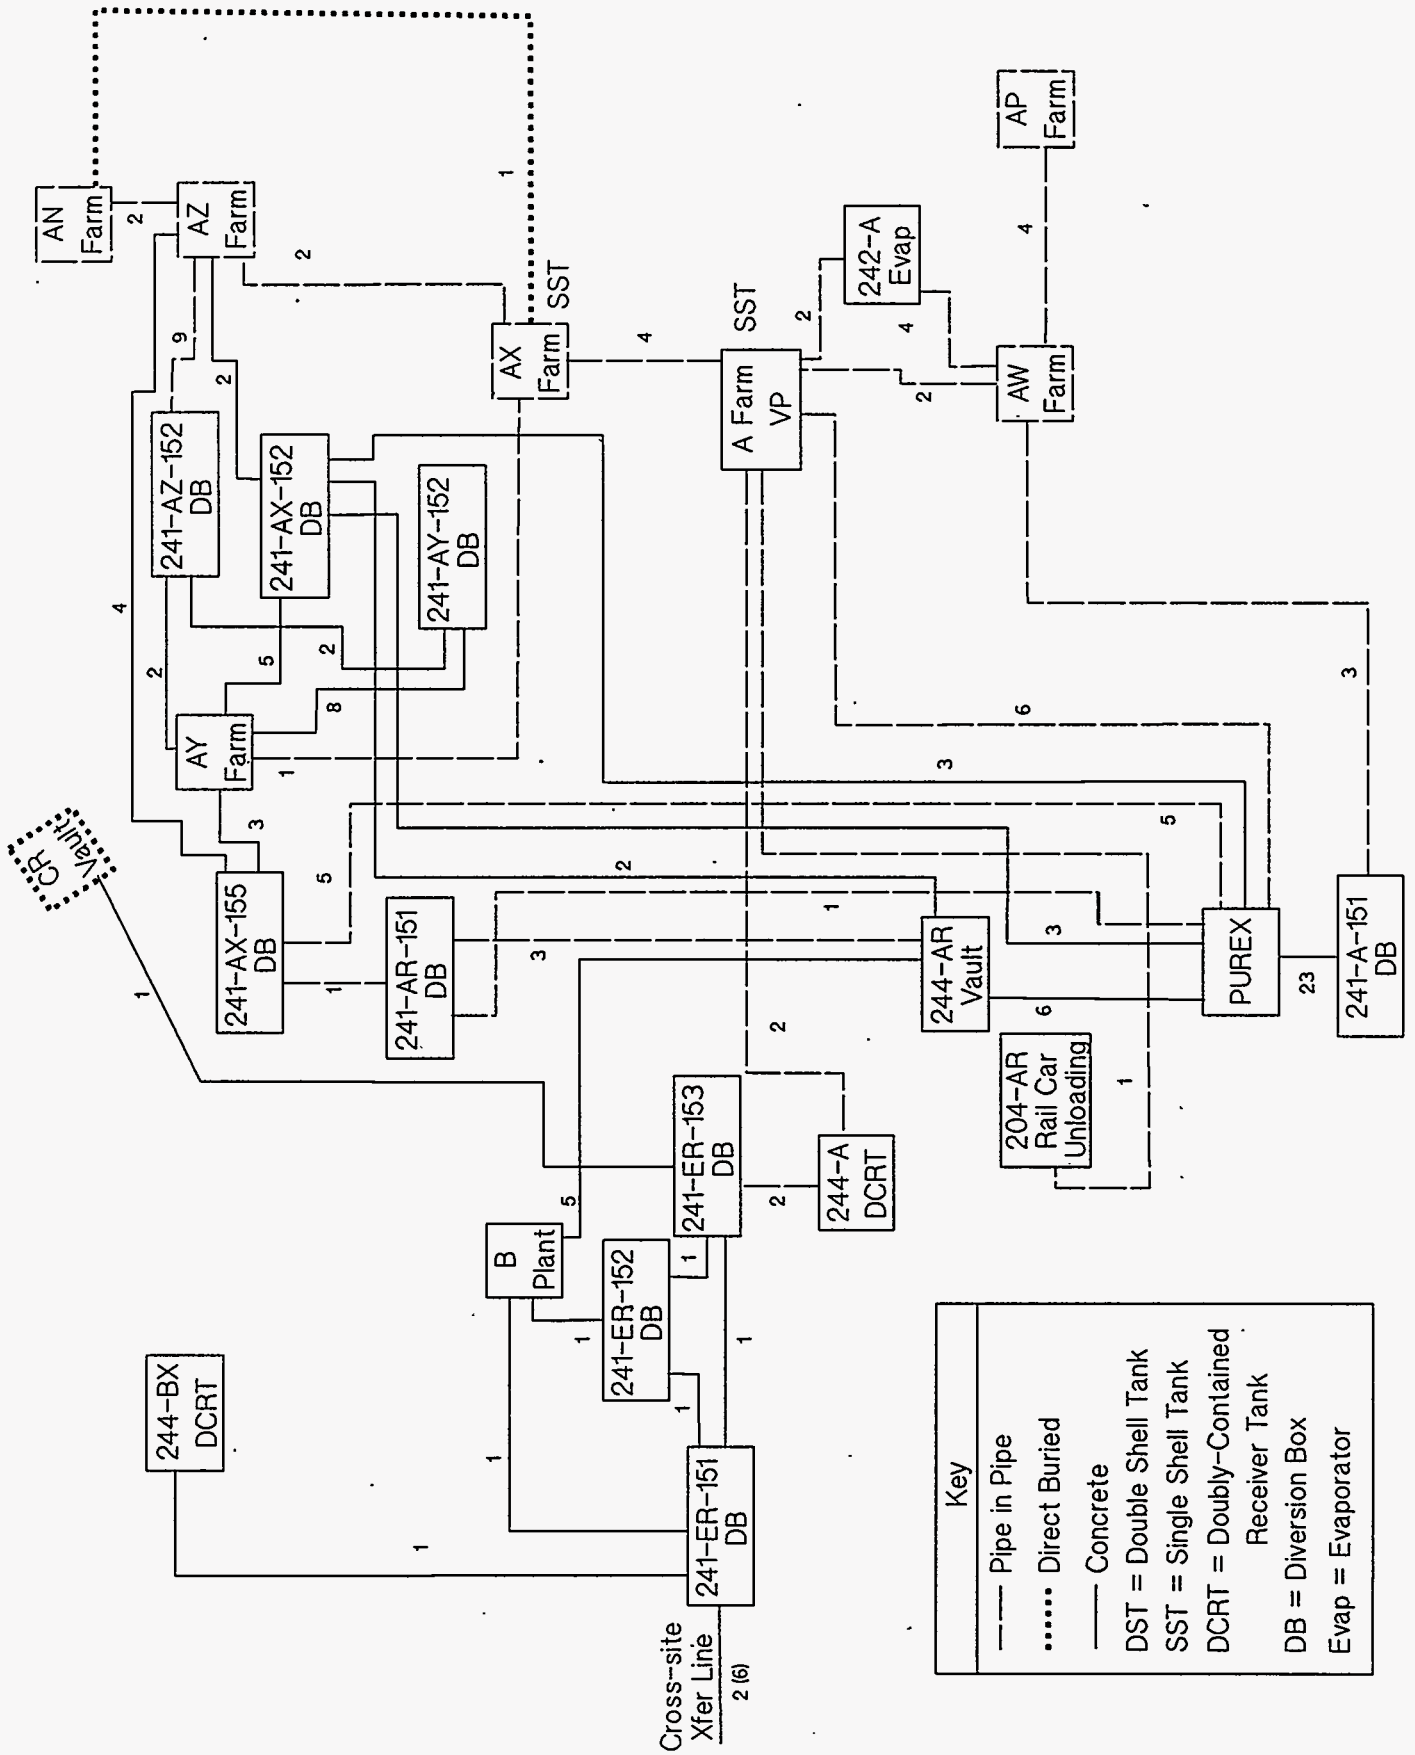 AN
Farm
2
AZ
Farm
1
2
9
2
4
241-AZ-152
DB
241-AX-152
DB
241-AY-152
DB
AX
Farm
SST
4
SST
A Farm
VP
2
242-A
Evap
4
2
AP
Farm
4
AW
Farm
2
5
2
8
AY
Farm
1
3
6
3
3
CR
Vault
1
241-AX-155
DB
5
5
1
241-AR-151
DB
2
1
3
244-AR
Vault
3
6
PUREX
23
241-A-151
DB
204-AR
Rail Car
Unloading
1
2
244-A
DCRT
2
241-ER-153
DB
5
B
Plant
1
241-ER-152
DB
1
1
1
1
244-BX
DCRT
1
241-ER-151
DB
Cross-site
Xfer Line
2 (6)
Key
Pipe in Pipe
Direct Buried
Concrete
DST = Double Shell Tank
SST = Single Shell Tank
DCRT = Doubly-Contained
Receiver Tank
DB = Diversion Box
Evap = Evaporator